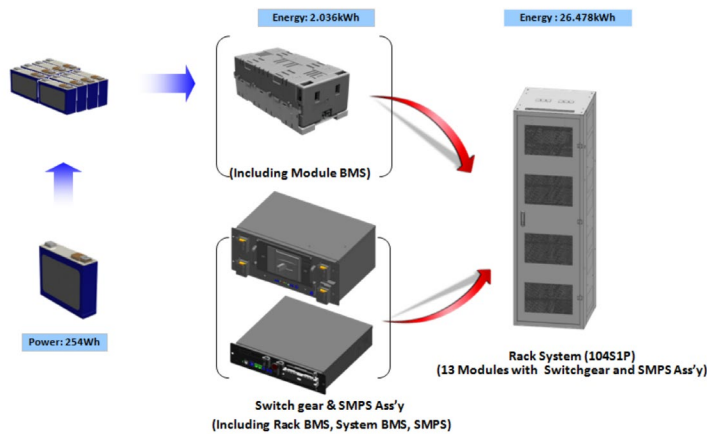 Energy: 2.036kWh
Energy : 26.478kWh
(Including Module BMS)
Power: 254Wh
Rack System (104S1P)
(13 Modules with Switchgear and SMPS Ass'y)
Switch gear & SMPS Ass'y
(Including Rack BMS, System BMS, SMPS)